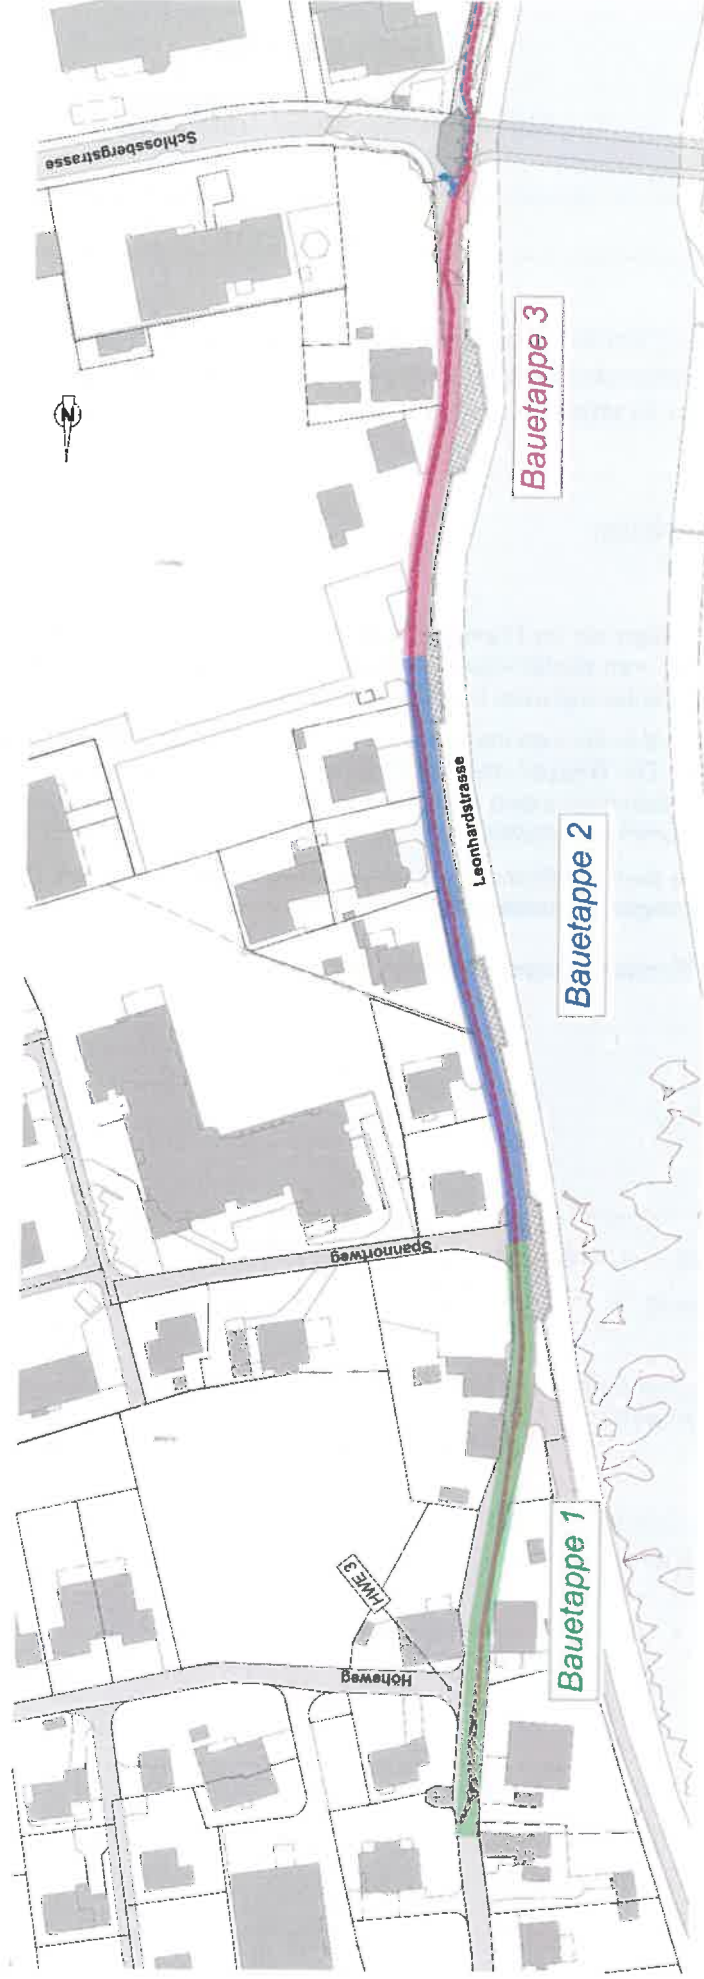 Schlossbergstrasse
N
Bauetappe 3
Leonhardstrasse
Bauetappe 2
Spannortweg
HWE 3
Höheweg
Bauetappe 1